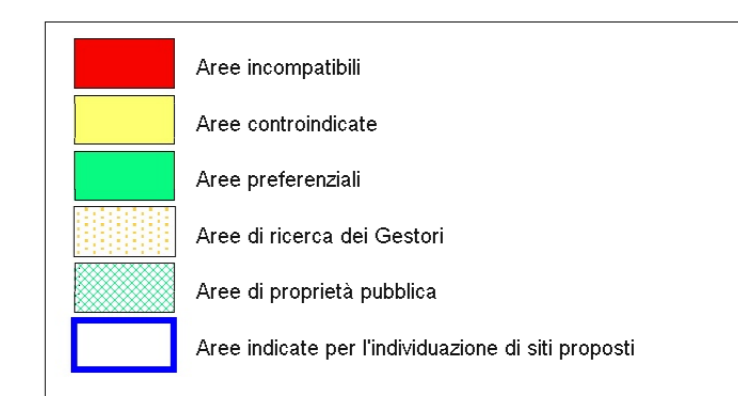 Aree incompatibili
Aree controindicate
Aree preferenziali
Aree di ricerca dei Gestori
Aree di proprietà pubblica
Aree indicate per l'individuazione di siti proposti